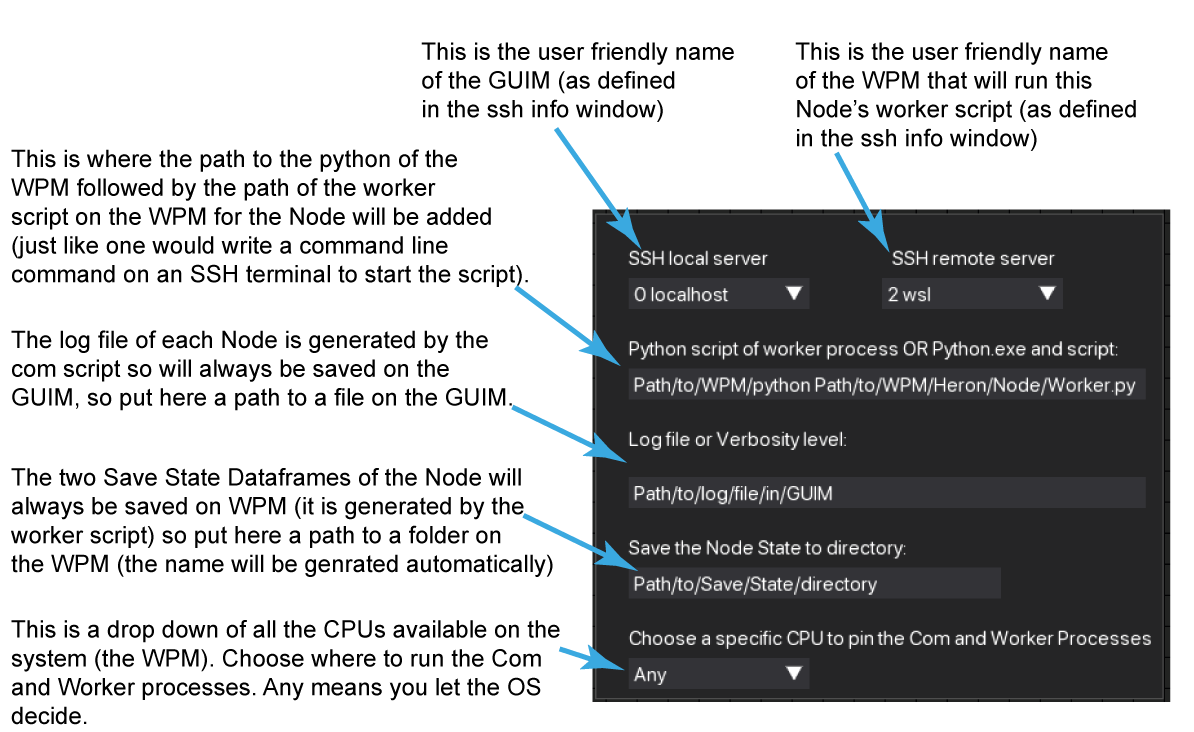 This is the user friendly name
of the GUIM (as defined
in the ssh info window)
This is the user friendly name
of the WPM that will run this
Node's worker script (as defined
in the ssh info window)
This is where the path to the python of the
WPM followed by the path of the worker
script on the WPM for the Node will be added
(just like one would write a command line
command on an SSH terminal to start the script).
The log file of each Node is generated by the
com script so will always be saved on the
GUIM, so put here a path to a file on the GUIM.
The two Save State Dataframes of the Node will
always be saved on WPM (it is generated by the
worker script) so put here a path to a folder on
the WPM (the name will be genrated automatically)
This is a drop down of all the CPUs available on the
system (the WPM). Choose where to run the Com
and Worker processes. Any means you let the OS
decide.
SSH local server
SSH remote server
0 localhost
2 wsl
Python script of worker process OR Python.exe and script:
Path/to/WPM/python Path/to/WPM/Heron/Node/Worker.py
Log file or Verbosity level:
Path/to/log/file/in/GUIM
Save the Node State to directory:
Path/to/Save/State/directory
Choose a specific CPU to pin the Com and Worker Processes
Any